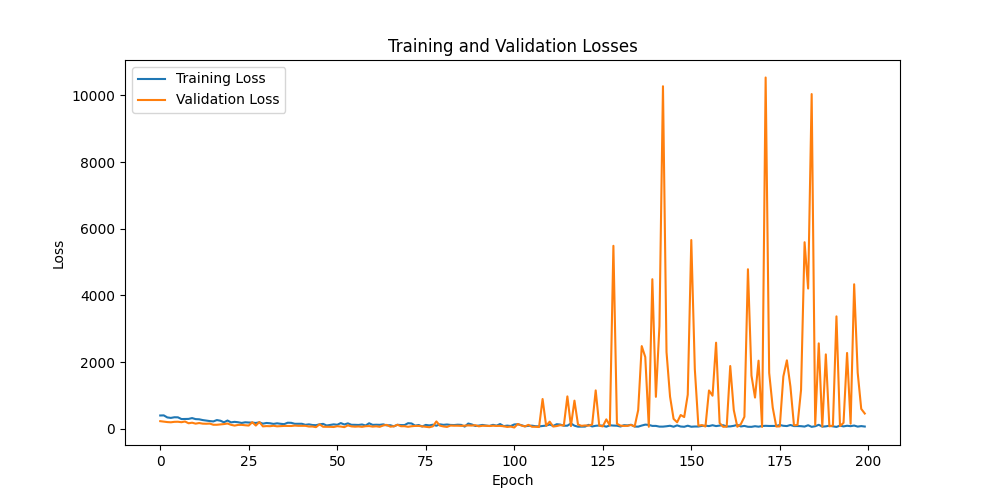 Training and Validation Losses
Training Loss
Validation Loss
10000
8000
6000
4000
2000
0
Loss
0 25 50 75 100 125 150 175 200
Epoch